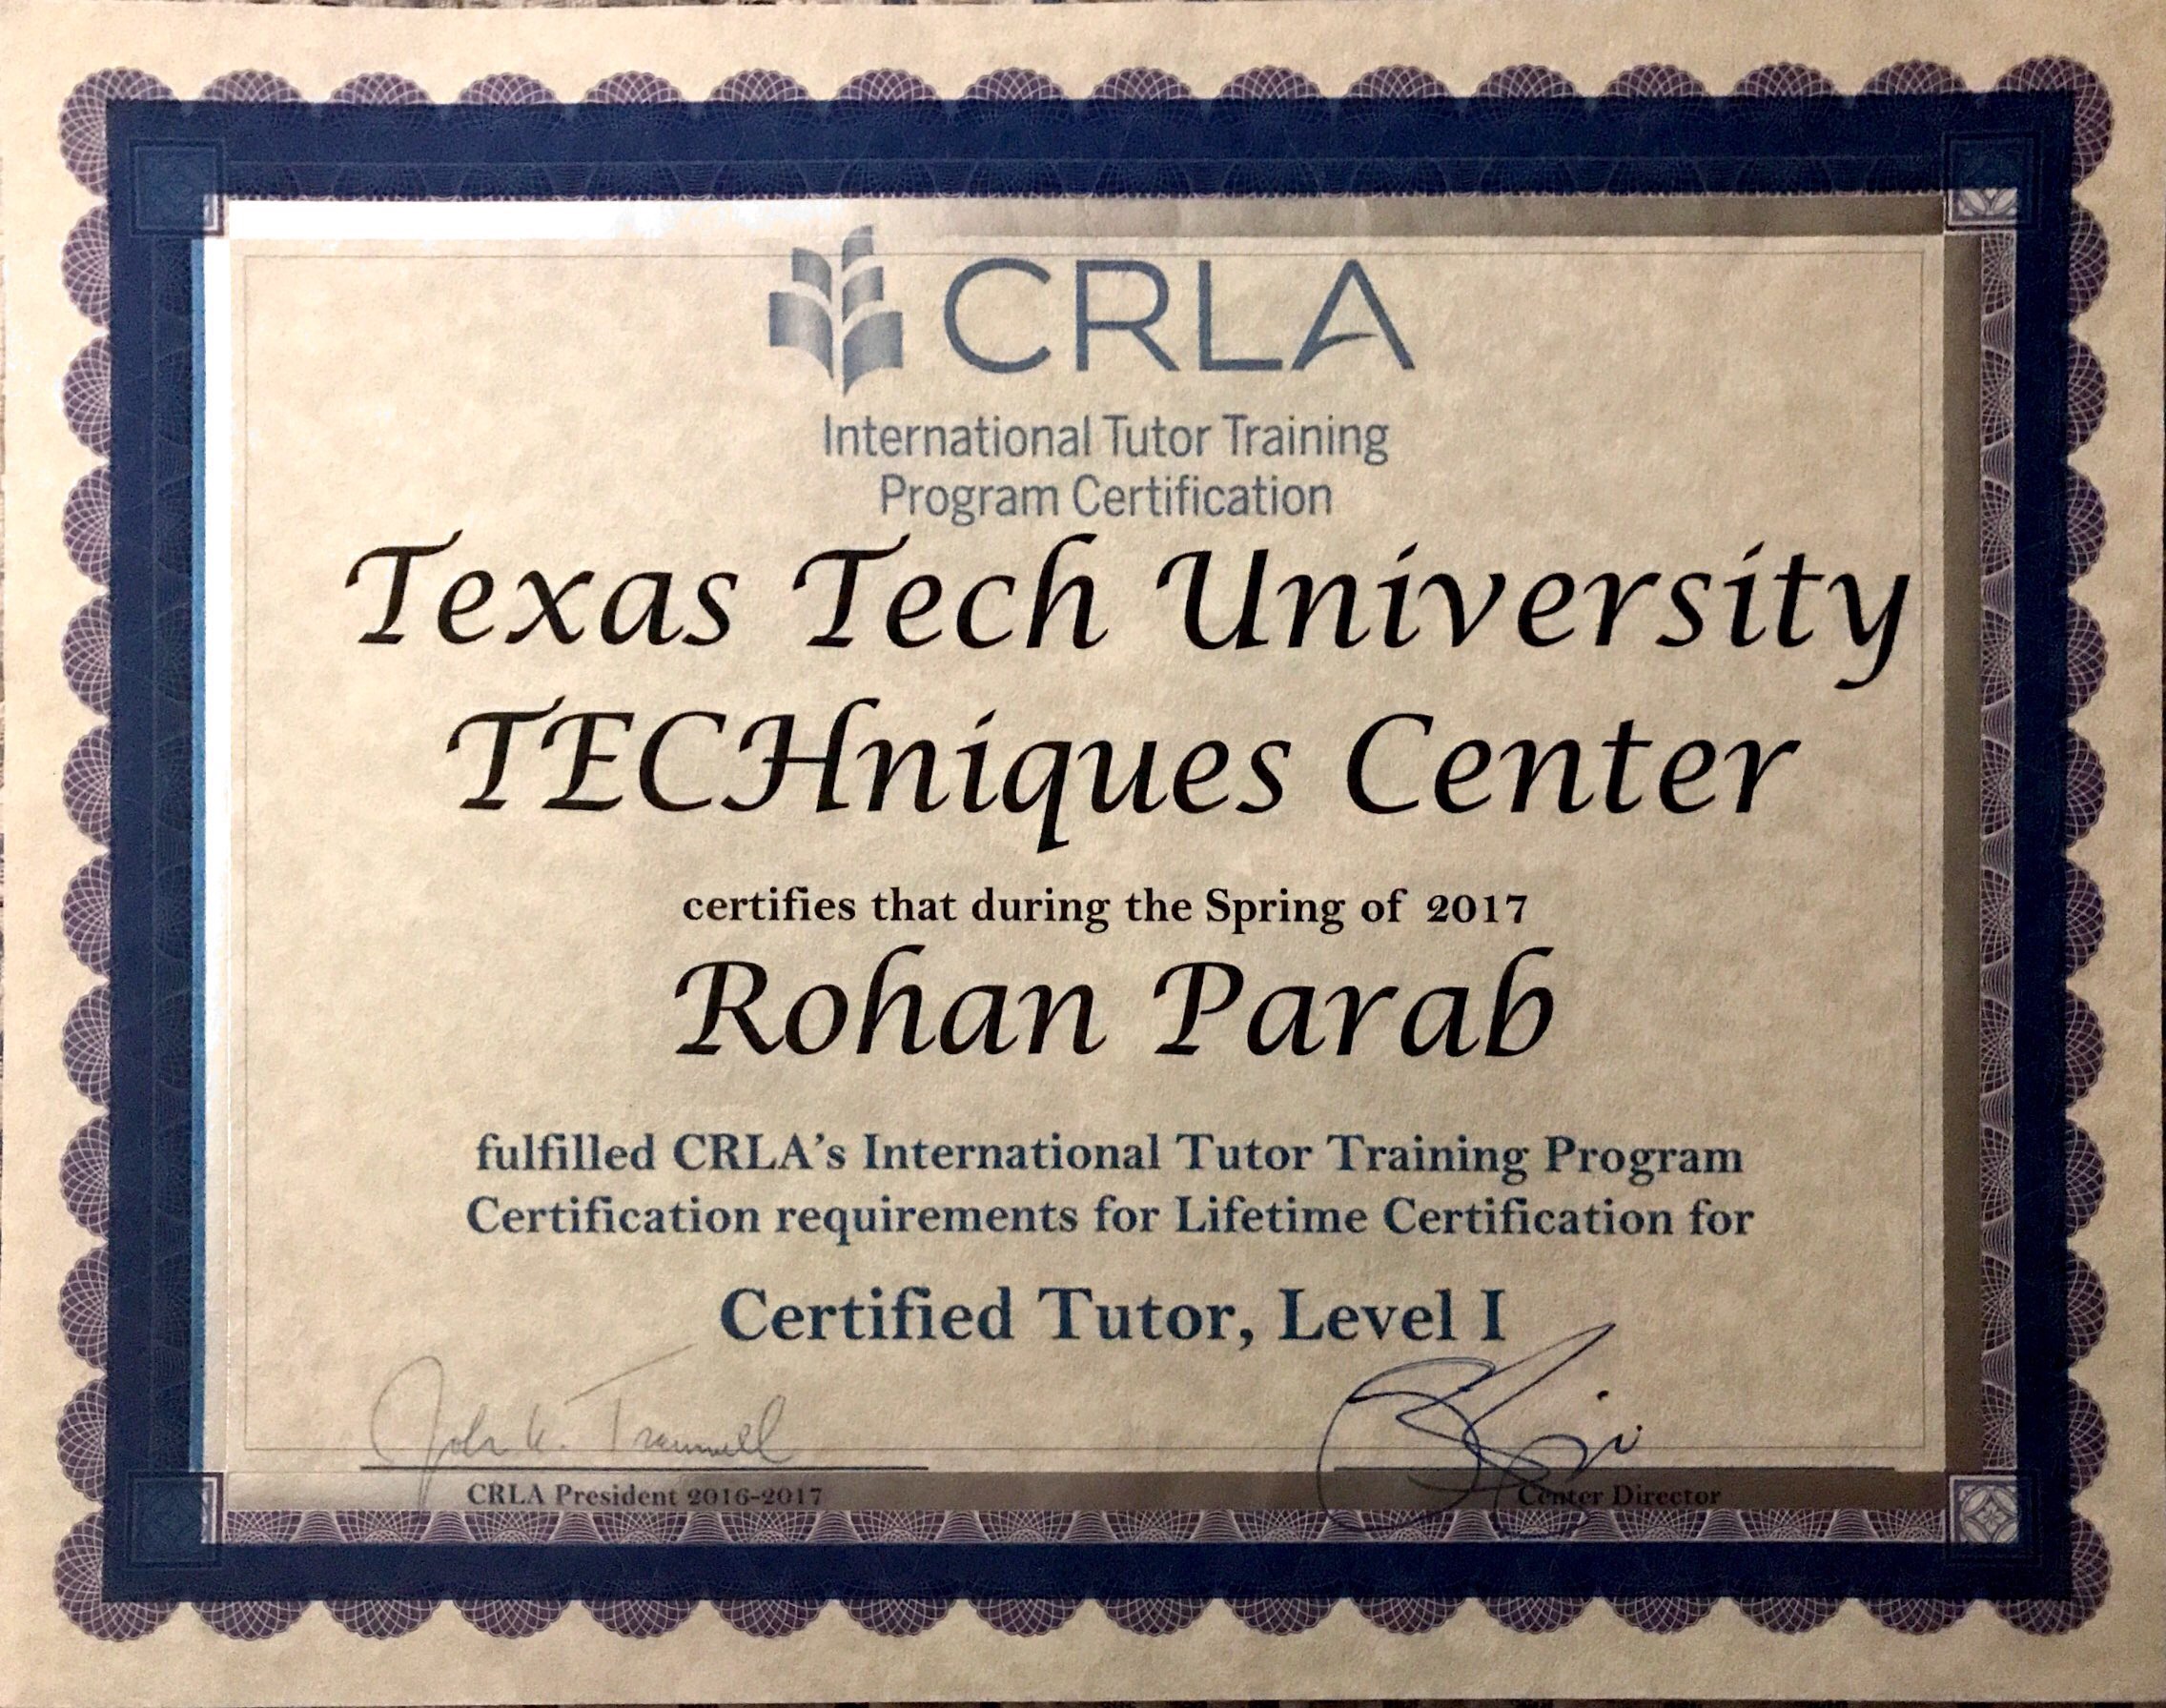 CRLA
International Tutor Training
Program Certification
Texas Tech University
TECHniques Center
certifies that during the Spring of 2017
Rohan Parab
fulfilled CRLA's International Tutor Training Program
Certification requirements for Lifetime Certification for
Certified Tutor, Level I
John K. Trammell
CRLA President 2016-2017
Center Director